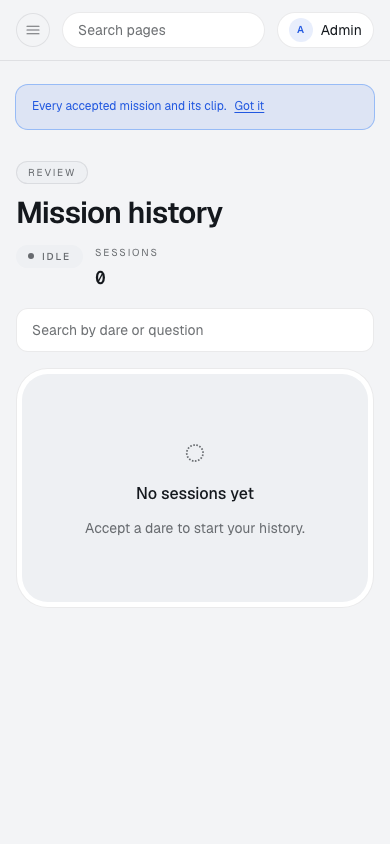 Search pages
A
Admin
Every accepted mission and its clip. Got it
REVIEW
Mission history
IDLE
SESSIONS
0
Search by dare or question
No sessions yet
Accept a dare to start your history.